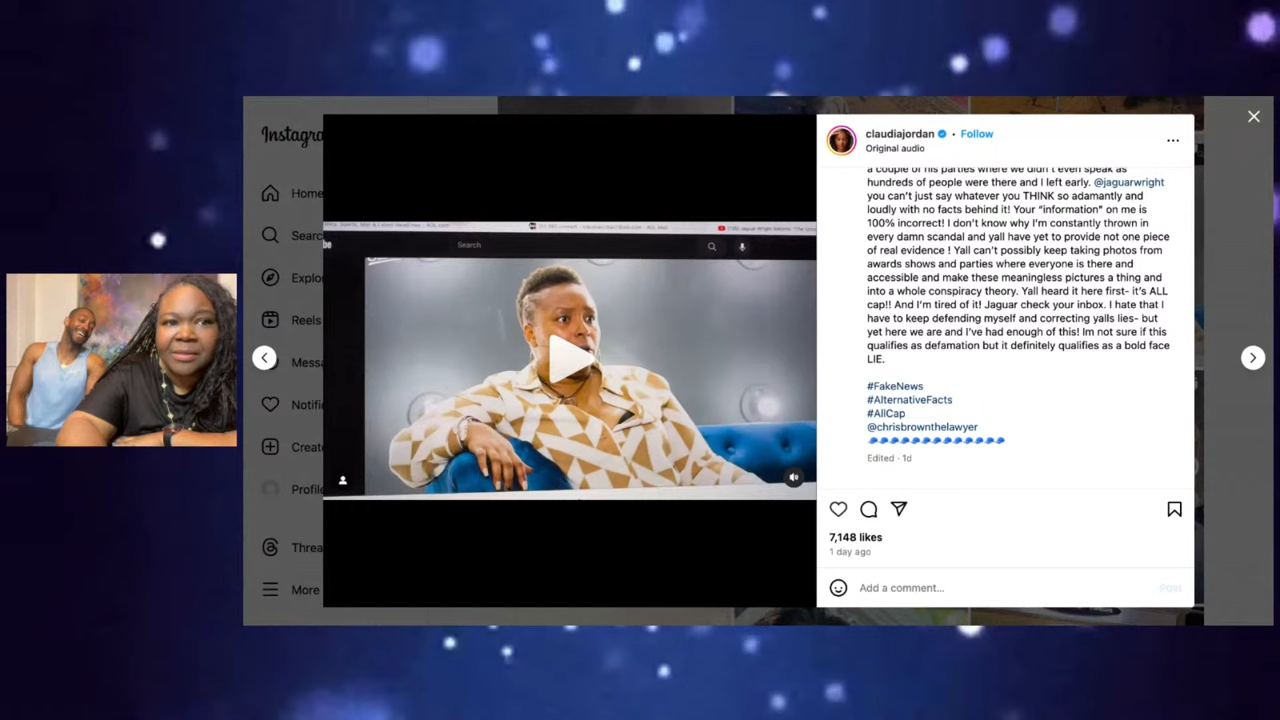 Instagra
Home
Searc
Explo
Reels
Messa
Notifi
Create
Profile
Threa
More
be
Search
claudiajordan
• Follow
Original audio
a couple of his parties where we didn't even speak as
hundreds of people were there and I left early. @jaguarwright
you can't just say whatever you THINK so adamantly and
loudly with no facts behind it! Your "information" on me is
100% incorrect! I don't know why I'm constantly thrown in
every damn scandal and yall have yet to provide not one piece
of real evidence ! Yall can't possibly keep taking photos from
awards shows and parties where everyone is there and
accessible and make these meaningless pictures a thing and
into a whole conspiracy theory. Yall heard it here first- it's ALL
cap!! And I'm tired of it! Jaguar check your inbox. I hate that I
have to keep defending myself and correcting yalls lies- but
yet here we are and I've had enough of this! Im not sure if this
qualifies as defamation but it definitely qualifies as a bold face
LIE.
#FakeNews
#AlternativeFacts
#AllCap
@chrisbrownthelawyer
Edited · 1d
7,148 likes
1 day ago
Add a comment...
Post